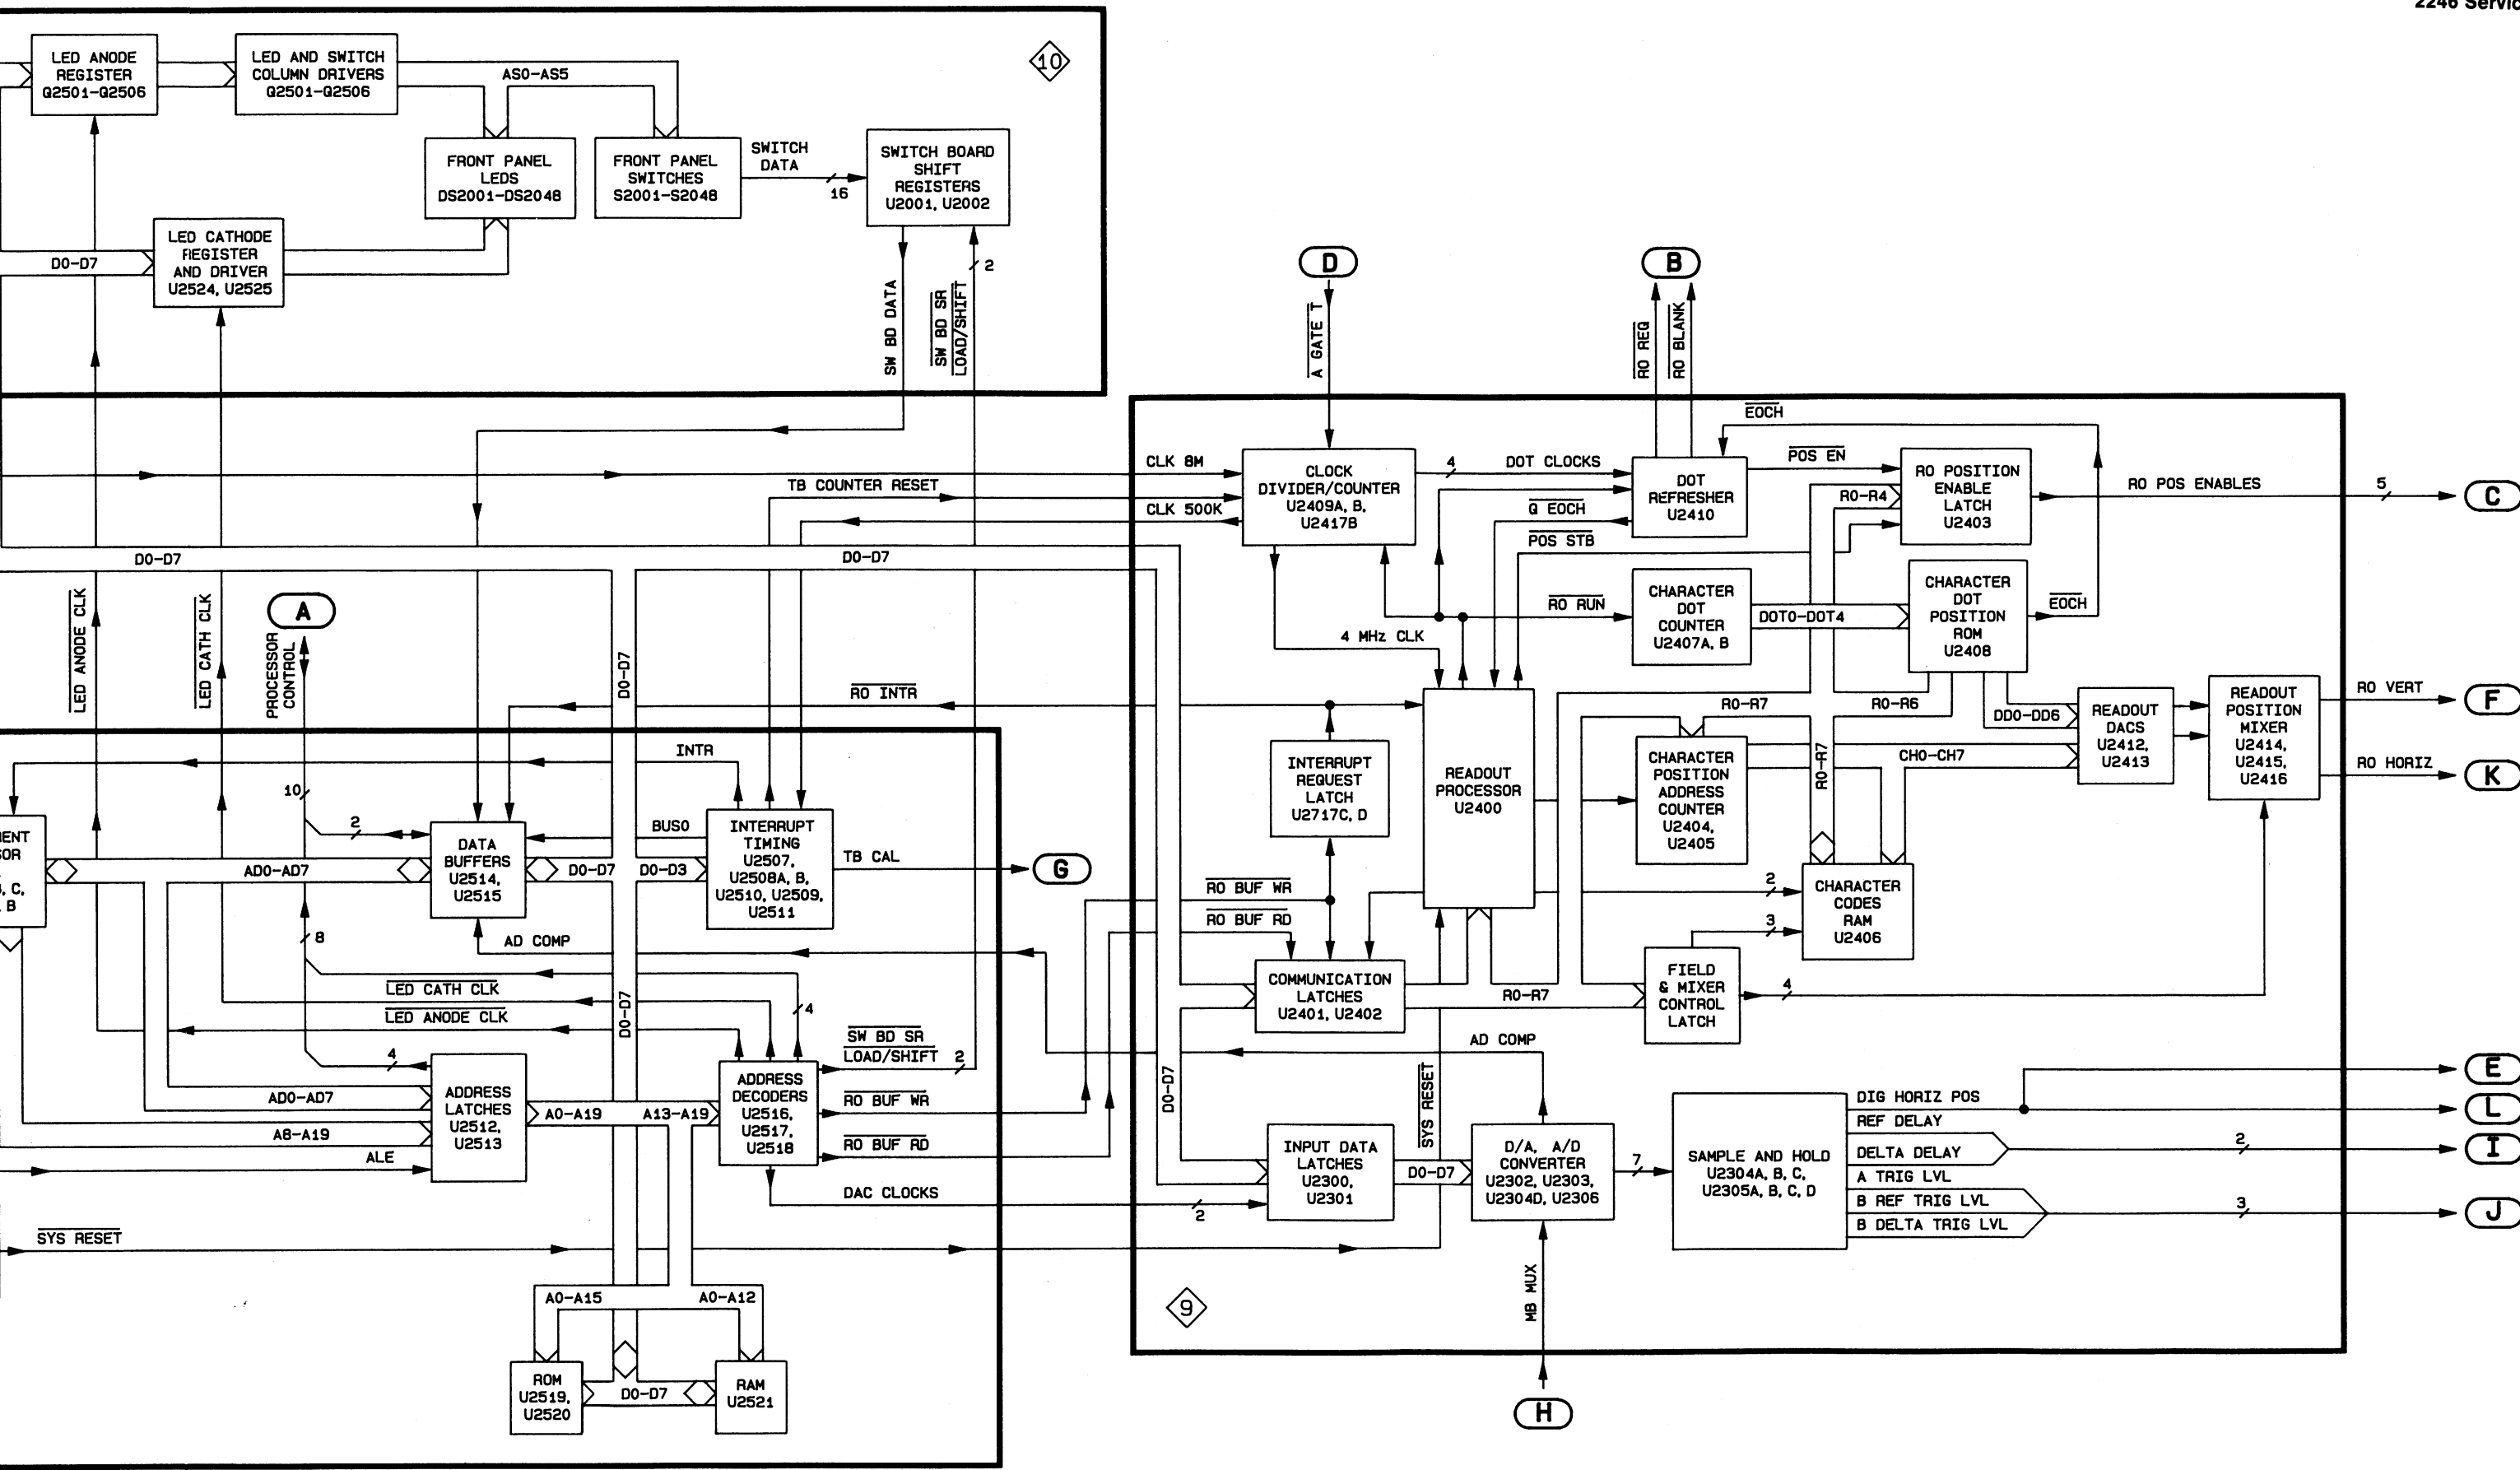 2246 Servic
LED ANODE
REGISTER
Q2501-Q2506
LED AND SWITCH
COLUMN DRIVERS
Q2501-Q2506
AS0-AS5
10
FRONT PANEL
LEDS
DS2001-DS2048
FRONT PANEL
SWITCHES
S2001-S2048
SWITCH
DATA
16
SWITCH BOARD
SHIFT
REGISTERS
U2001, U2002
LED CATHODE
REGISTER
AND DRIVER
U2524, U2525
D0-D7
2
SW BD DATA
SW BD SR
LOAD/SHIFT
D
B
A GATE T
RO REQ
RO BLANK
EOCH
CLK 8M
TB COUNTER RESET
CLK 500K
CLOCK
DIVIDER/COUNTER
U2409A, B,
U2417B
4
DOT CLOCKS
DOT
REFRESHER
U2410
Q EOCH
POS STB
POS EN
R0-R4
RO POSITION
ENABLE
LATCH
U2403
RO POS ENABLES
5
C
D0-D7
D0-D7
LED ANODE CLK
LED CATH CLK
A
PROCESSOR
CONTROL
D0-D7
RO RUN
4 MHz CLK
CHARACTER
DOT
COUNTER
U2407A, B
DOT0-DOT4
CHARACTER
DOT
POSITION
ROM
U2408
EOCH
RO INTR
R0-R7
R0-R6
DD0-DD6
READOUT
DACS
U2412,
U2413
READOUT
POSITION
MIXER
U2414,
U2415,
U2416
RO VERT
F
RO HORIZ
K
INTR
10
2
INTERRUPT
REQUEST
LATCH
U2717C, D
READOUT
PROCESSOR
U2400
CHARACTER
POSITION
ADDRESS
COUNTER
U2404,
U2405
R0-R7
CH0-CH7
ENT
SOR
, C,
B
AD0-AD7
DATA
BUFFERS
U2514,
U2515
D0-D7
D0-D3
BUS0
INTERRUPT
TIMING
U2507,
U2508A, B,
U2510, U2509,
U2511
TB CAL
G
RO BUF WR
RO BUF RD
2
3
CHARACTER
CODES
RAM
U2406
8
AD COMP
LED CATH CLK
LED ANODE CLK
4
D0-D7
COMMUNICATION
LATCHES
U2401, U2402
R0-R7
FIELD
& MIXER
CONTROL
LATCH
4
4
AD0-AD7
A8-A19
ALE
ADDRESS
LATCHES
U2512,
U2513
A0-A19
A13-A19
ADDRESS
DECODERS
U2516,
U2517,
U2518
SW BD SR
LOAD/SHIFT
2
RO BUF WR
RO BUF RD
DAC CLOCKS
2
D0-D7
AD COMP
SYS RESET
INPUT DATA
LATCHES
U2300,
U2301
D0-D7
D/A, A/D
CONVERTER
U2302, U2303,
U2304D, U2306
7
SAMPLE AND HOLD
U2304A, B, C,
U2305A, B, C, D
DIG HORIZ POS
REF DELAY
DELTA DELAY
A TRIG LVL
B REF TRIG LVL
B DELTA TRIG LVL
E
L
2
I
3
J
SYS RESET
MB MUX
H
9
A0-A15
A0-A12
ROM
U2519,
U2520
D0-D7
RAM
U2521